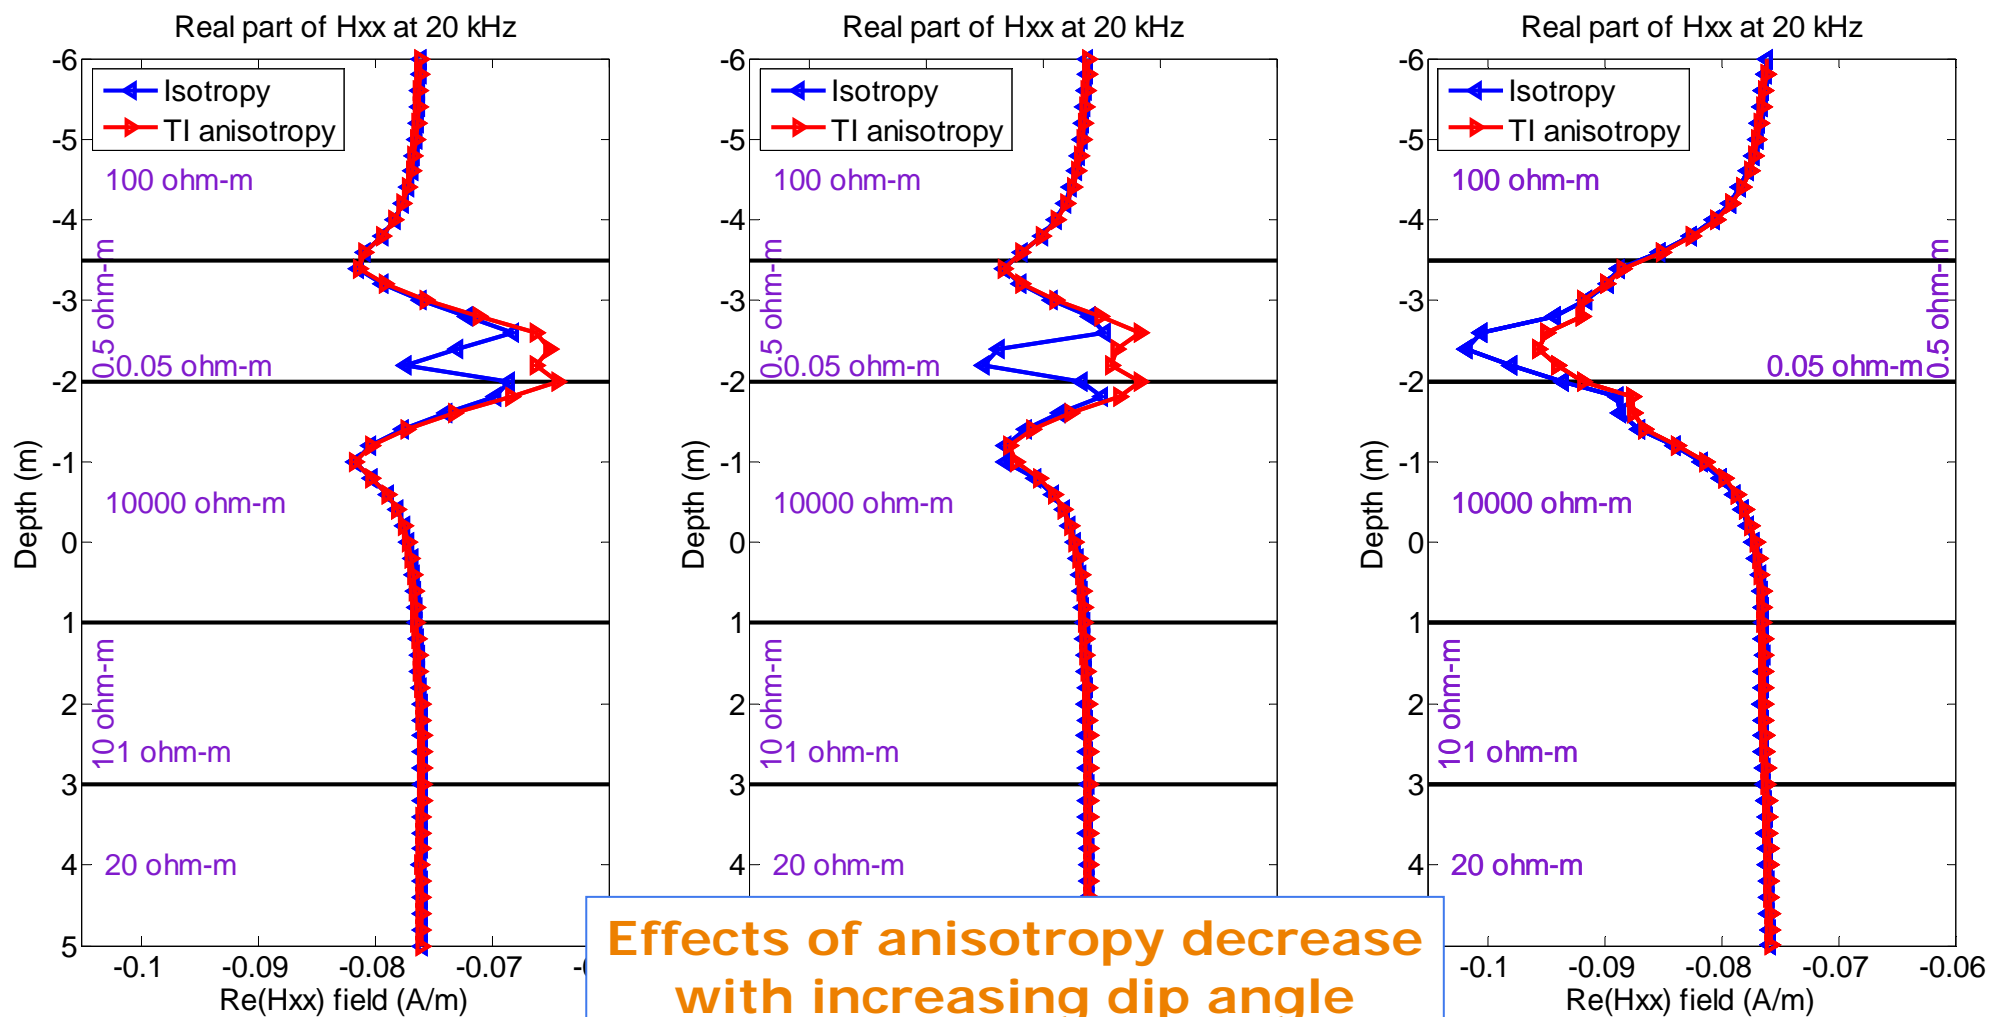 Real part of Hxx at 20 kHz
Isotropy
TI anisotropy
100 ohm-m
0.5 ohm-m
0.05 ohm-m
10000 ohm-m
10 ohm-m
1 ohm-m
20 ohm-m
-6
-5
-4
-3
-2
-1
0
1
2
3
4
5
Depth (m)
-0.1
-0.09
-0.08
-0.07
Re(Hxx) field (A/m)
Real part of Hxx at 20 kHz
Isotropy
TI anisotropy
100 ohm-m
0.5 ohm-m
0.05 ohm-m
10000 ohm-m
10 ohm-m
1 ohm-m
20 ohm-m
-6
-5
-4
-3
-2
-1
0
1
2
3
4
Depth (m)
Real part of Hxx at 20 kHz
Isotropy
TI anisotropy
100 ohm-m
0.5 ohm-m
0.05 ohm-m
10000 ohm-m
10 ohm-m
1 ohm-m
20 ohm-m
-6
-5
-4
-3
-2
-1
0
1
2
3
4
Depth (m)
-0.1
-0.09
-0.08
-0.07
-0.06
Re(Hxx) field (A/m)
Effects of anisotropy decrease
with increasing dip angle